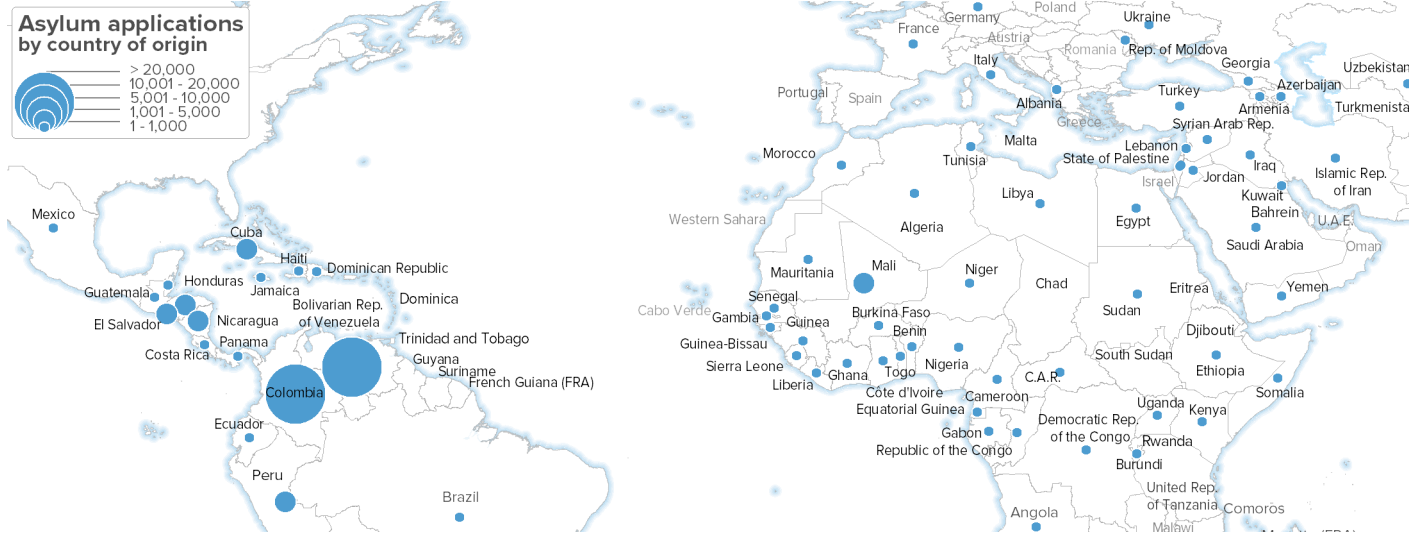 Asylum applications
by country of origin
> 20,000
10,001 - 20,000
5,001 - 10,000
1,001 - 5,000
1 - 1,000
Mexico
Cuba
Haiti
Dominican Republic
Jamaica
Honduras
Guatemala
El Salvador
Nicaragua
Costa Rica
Panama
Bolivarian Rep.
of Venezuela
Dominica
Trinidad and Tobago
Guyana
Suriname
French Guiana (FRA)
Colombia
Ecuador
Peru
Brazil
France
Germany
Poland
Ukraine
Austria
Romania
Rep. of Moldova
Italy
Georgia
Uzbekistan
Portugal
Spain
Albania
Greece
Turkey
Armenia
Azerbaijan
Turkmenista
Syrian Arab Rep.
Morocco
Tunisia
Malta
Lebanon
State of Palestine
Israel
Jordan
Iraq
Islamic Rep.
of Iran
Kuwait
Bahrein
U.A.E.
Western Sahara
Algeria
Libya
Egypt
Saudi Arabia
Oman
Mauritania
Mali
Niger
Chad
Sudan
Eritrea
Yemen
Cabo Verde
Senegal
Gambia
Guinea
Guinea-Bissau
Sierra Leone
Liberia
Burkina Faso
Benin
Ghana
Togo
Nigeria
Côte d'Ivoire
Djibouti
South Sudan
Ethiopia
Somalia
C.A.R.
Cameroon
Equatorial Guinea
Gabon
Republic of the Congo
Democratic Rep.
of the Congo
Uganda
Kenya
Rwanda
Burundi
United Rep.
of Tanzania
Angola
Malawi
Comoros